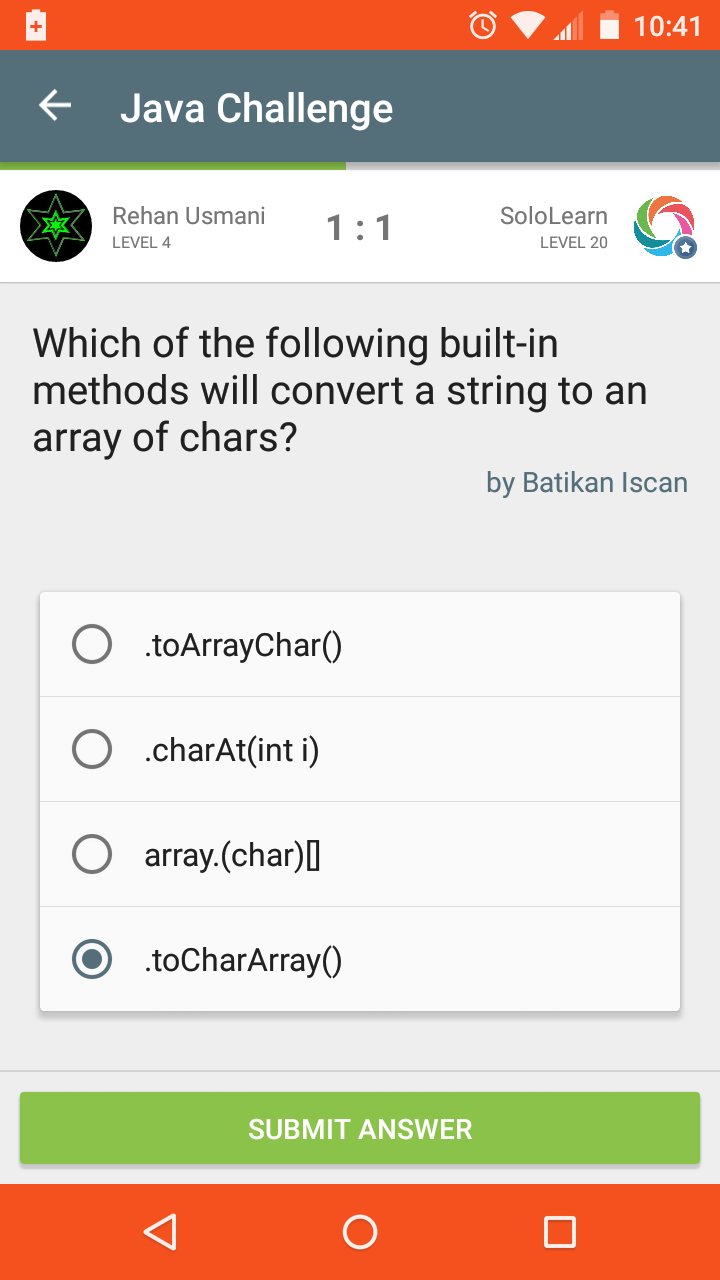 10:41
Java Challenge
Rehan Usmani
LEVEL 4
1 : 1
SoloLearn
LEVEL 20
Which of the following built-in
methods will convert a string to an
array of chars?
by Batikan Iscan
.toArrayChar()
.charAt(int i)
array.(char)[]
.toCharArray()
SUBMIT ANSWER